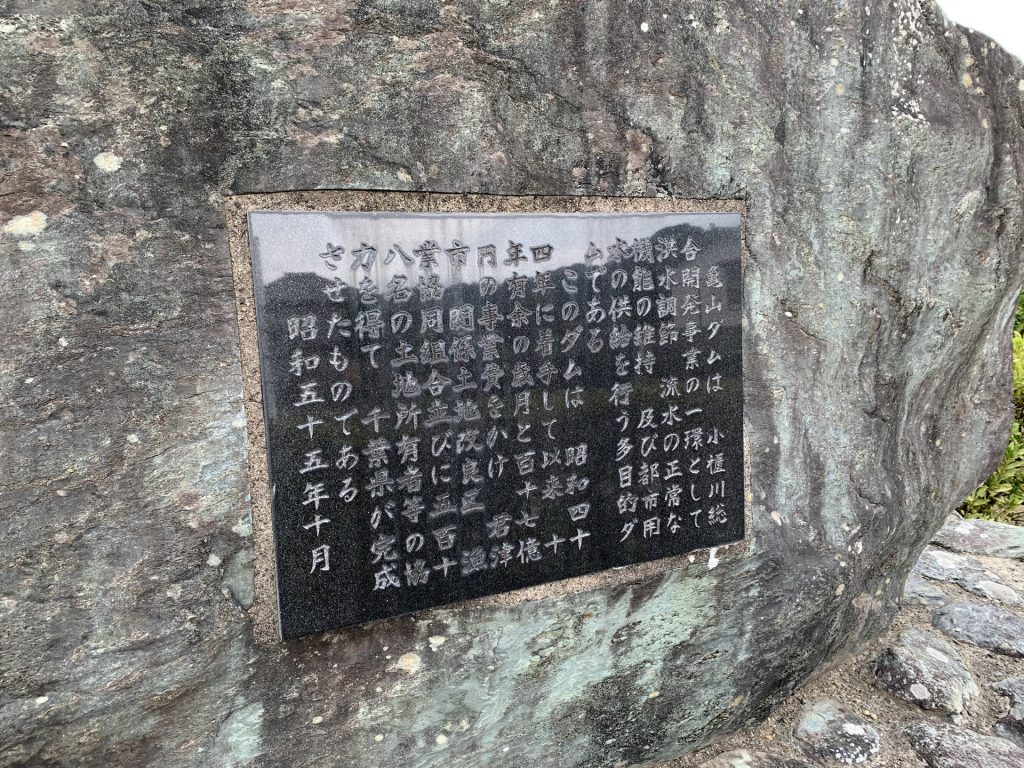 亀山ダムは 小櫃川総
合開発事業の一環として
洪水調節 流水の正常な
機能の維持 及び都市用
水の供給を行う多目的ダ
ムである
このダムは 昭和四十
四年に着手して以来 十
年有余の歳月と百十七億
円の事業費をかけ 君津
市 関係土地改良区 漁
業協同組合並びに五百十
八名の土地所有者等の協
力を得て 千葉県が完成
させたものである
昭和五十五年十月